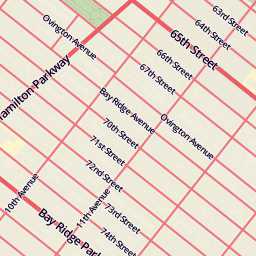 63rd Street
64th Street
65th Street
Ovington Avenue
66th Street
67th Street
Hamilton Parkway
Bay Ridge Avenue
Ovington Avenue
70th Street
71st Street
72nd Street
10th Avenue
11th Avenue
73rd Street
Bay Ridge Park
74th Street